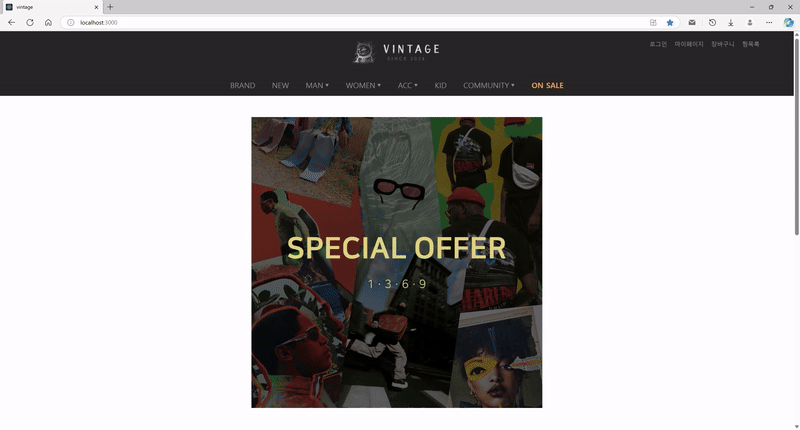 vintage
localhost:3000
VINTAGE
SINCE 2024
로그인 마이페이지 장바구니 찜목록
BRAND NEW MAN▼ WOMEN▼ ACC▼ KID COMMUNITY▼ ON SALE
SPECIAL OFFER
1 · 3 · 6 · 9